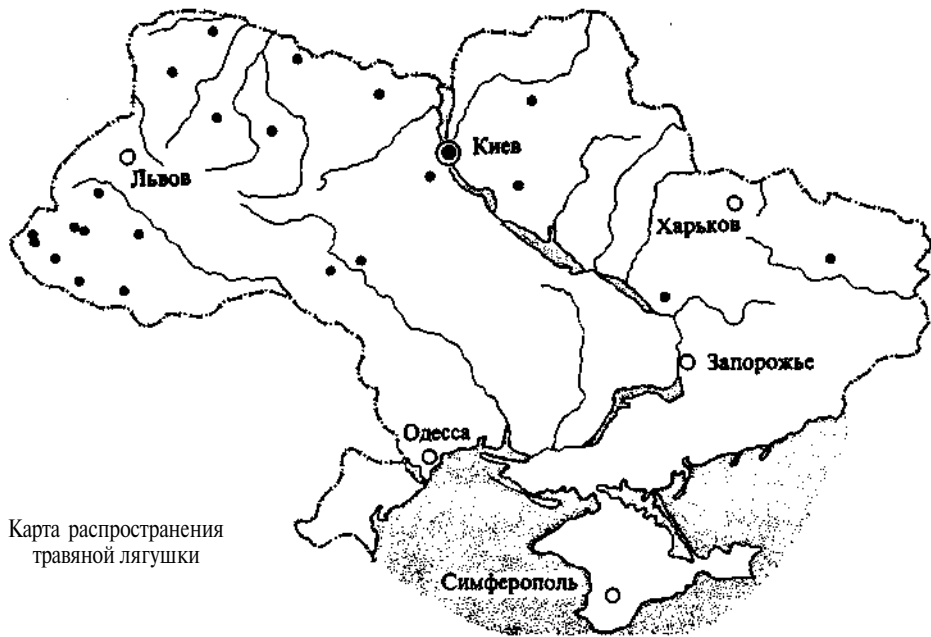 Киев
Львов
Харьков
Запорожье
Одесса
Карта распространения
травяной лягушки
Симферополь